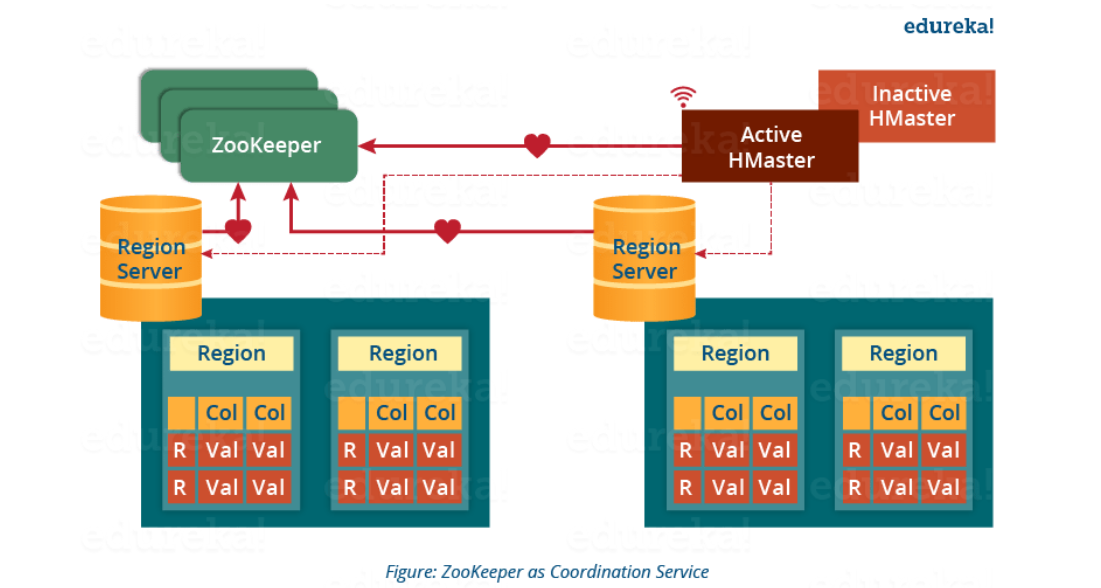 edureka!
Inactive
HMaster
Active
HMaster
ZooKeeper
Region
Server
Region
Server
Region
Region
Region
Region
Col Col
Col Col
Col Col
Col Col
R Val Val
R Val Val
R Val Val
R Val Val
R Val Val
R Val Val
R Val Val
R Val Val
Figure: ZooKeeper as Coordination Service